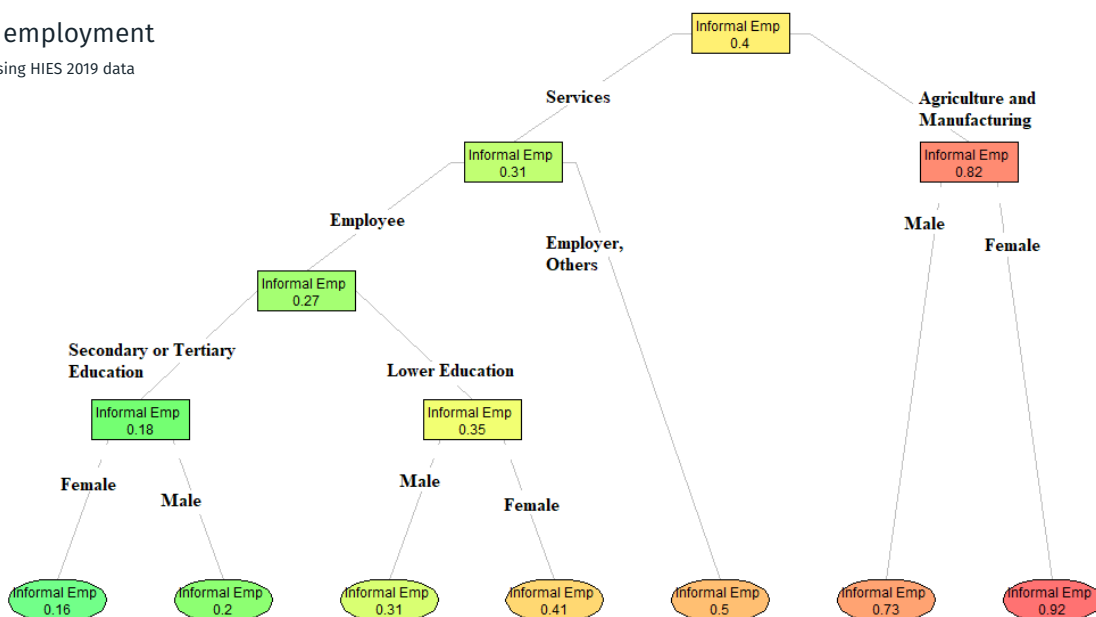 employment
sing HIES 2019 data
Informal Emp
0.4
Services
Agriculture and
Manufacturing
Informal Emp
0.31
Informal Emp
0.82
Employee
Employer,
Others
Male
Female
Informal Emp
0.27
Secondary or Tertiary
Education
Lower Education
Informal Emp
0.18
Informal Emp
0.35
Female
Male
Male
Female
Informal Emp
0.16
Informal Emp
0.2
Informal Emp
0.31
Informal Emp
0.41
Informal Emp
0.5
Informal Emp
0.73
Informal Emp
0.92